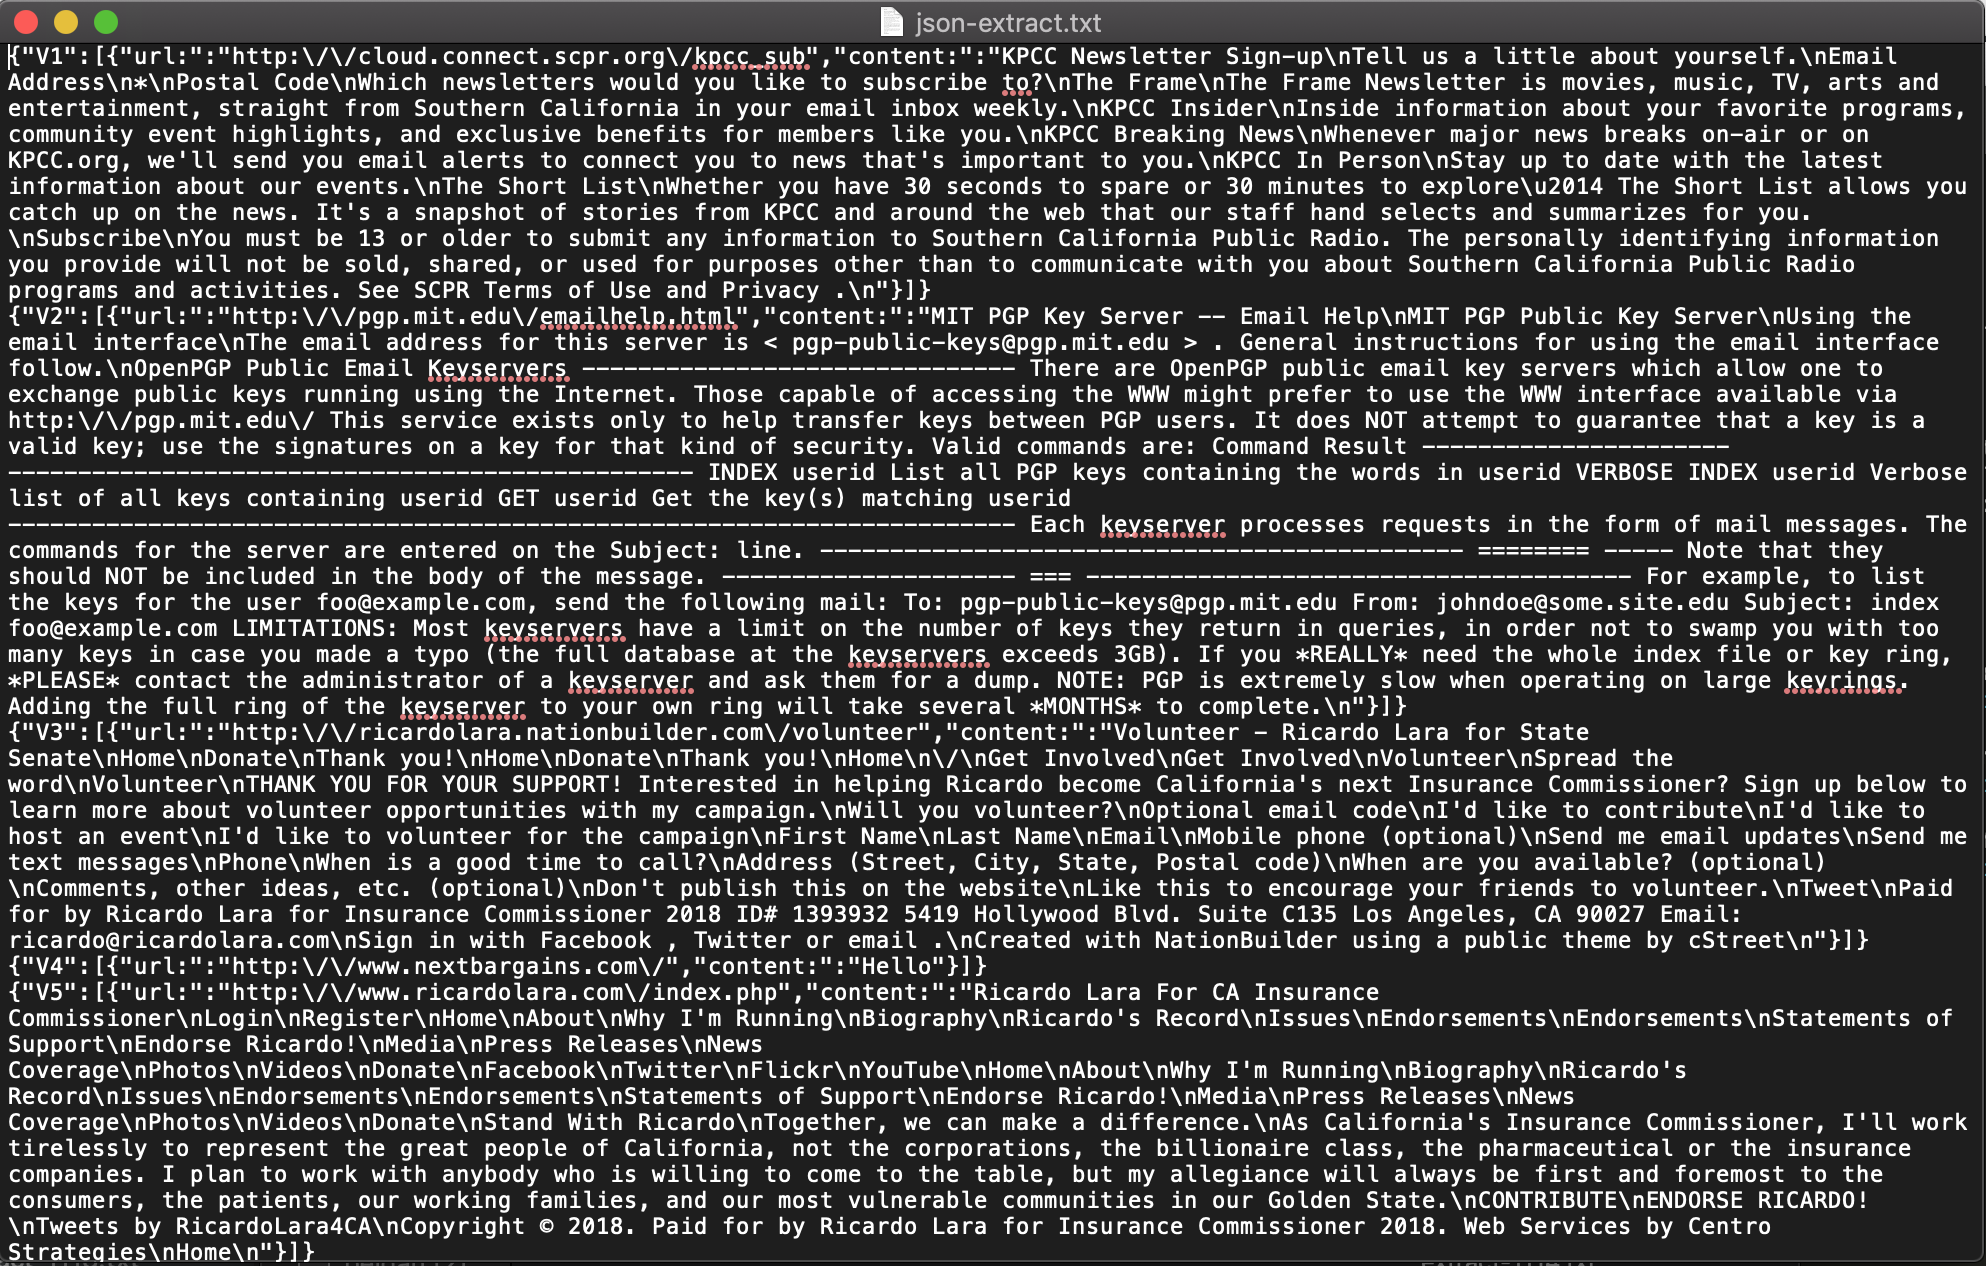 json-extract.txt
{"V1":[{"url:":"http:\/\/cloud.connect.scpr.org\/kpcc_sub","content:":"KPCC Newsletter Sign-up\nTell us a little about yourself.\nEmail
Address\n*\nPostal Code\nWhich newsletters would you like to subscribe to?\nThe Frame\nThe Frame Newsletter is movies, music, TV, arts and
entertainment, straight from Southern California in your email inbox weekly.\nKPCC Insider\nInside information about your favorite programs,
community event highlights, and exclusive benefits for members like you.\nKPCC Breaking News\nWhenever major news breaks on-air or on
KPCC.org, we'll send you email alerts to connect you to news that's important to you.\nKPCC In Person\nStay up to date with the latest
information about our events.\nThe Short List\nWhether you have 30 seconds to spare or 30 minutes to explore\u2014 The Short List allows you
catch up on the news. It's a snapshot of stories from KPCC and around the web that our staff hand selects and summarizes for you.
\nSubscribe\nYou must be 13 or older to submit any information to Southern California Public Radio. The personally identifying information
you provide will not be sold, shared, or used for purposes other than to communicate with you about Southern California Public Radio
programs and activities. See SCPR Terms of Use and Privacy .\n"}]}
{"V2":[{"url:":"http:\/\/pgp.mit.edu\/emailhelp.html","content:":"MIT PGP Key Server -- Email Help\nMIT PGP Public Key Server\nUsing the
email interface\nThe email address for this server is < pgp-public-keys@pgp.mit.edu > . General instructions for using the email interface
follow.\nOpenPGP Public Email Keyservers ------------------------------- There are OpenPGP public email key servers which allow one to
exchange public keys running using the Internet. Those capable of accessing the WWW might prefer to use the WWW interface available via
http:\/\/pgp.mit.edu\/ This service exists only to help transfer keys between PGP users. It does NOT attempt to guarantee that a key is a
valid key; use the signatures on a key for that kind of security. Valid commands are: Command Result ----------------------
------------------------------------------------- INDEX userid List all PGP keys containing the words in userid VERBOSE INDEX userid Verbose
list of all keys containing userid GET userid Get the key(s) matching userid
------------------------------------------------------------------------ Each keyserver processes requests in the form of mail messages. The
commands for the server are entered on the Subject: line. ---------------------------------------------- ======== ----- Note that they
should NOT be included in the body of the message. --------------------- === --------------------------------------- For example, to list
the keys for the user foo@example.com, send the following mail: To: pgp-public-keys@pgp.mit.edu From: johndoe@some.site.edu Subject: index
foo@example.com LIMITATIONS: Most keyservers have a limit on the number of keys they return in queries, in order not to swamp you with too
many keys in case you made a typo (the full database at the keyservers exceeds 3GB). If you *REALLY* need the whole index file or key ring,
*PLEASE* contact the administrator of a keyserver and ask them for a dump. NOTE: PGP is extremely slow when operating on large keyrings.
Adding the full ring of the keyserver to your own ring will take several *MONTHS* to complete.\n"}]}
{"V3":[{"url:":"http:\/\/ricardolara.nationbuilder.com\/volunteer","content:":"Volunteer - Ricardo Lara for State
Senate\nHome\nDonate\nThank you!\nHome\nDonate\nThank you!\nHome\n\/\nGet Involved\nGet Involved\nVolunteer\nSpread the
word\nVolunteer\nTHANK YOU FOR YOUR SUPPORT! Interested in helping Ricardo become California's next Insurance Commissioner? Sign up below to
learn more about volunteer opportunities with my campaign.\nWill you volunteer?\nOptional email code\nI'd like to contribute\nI'd like to
host an event\nI'd like to volunteer for the campaign\nFirst Name\nLast Name\nEmail\nMobile phone (optional)\nSend me email updates\nSend me
text messages\nPhone\nWhen is a good time to call?\nAddress (Street, City, State, Postal code)\nWhen are you available? (optional)
\nComments, other ideas, etc. (optional)\nDon't publish this on the website\nLike this to encourage your friends to volunteer.\nTweet\nPaid
for by Ricardo Lara for Insurance Commissioner 2018 ID# 1393932 5419 Hollywood Blvd. Suite C135 Los Angeles, CA 90027 Email:
ricardo@ricardolara.com\nSign in with Facebook , Twitter or email .\nCreated with NationBuilder using a public theme by cStreet\n"}]}
{"V4":[{"url:":"http:\/\/www.nextbargains.com\/","content:":"Hello"}]}
{"V5":[{"url:":"http:\/\/www.ricardolara.com\/index.php","content:":"Ricardo Lara For CA Insurance
Commissioner\nLogin\nRegister\nHome\nAbout\nWhy I'm Running\nBiography\nRicardo's Record\nIssues\nEndorsements\nEndorsements\nStatements of
Support\nEndorse Ricardo!\nMedia\nPress Releases\nNews
Coverage\nPhotos\nVideos\nDonate\nFacebook\nTwitter\nFlickr\nYouTube\nHome\nAbout\nWhy I'm Running\nBiography\nRicardo's
Record\nIssues\nEndorsements\nEndorsements\nStatements of Support\nEndorse Ricardo!\nMedia\nPress Releases\nNews
Coverage\nPhotos\nVideos\nDonate\nStand With Ricardo\nTogether, we can make a difference.\nAs California's Insurance Commissioner, I'll work
tirelessly to represent the great people of California, not the corporations, the billionaire class, the pharmaceutical or the insurance
companies. I plan to work with anybody who is willing to come to the table, but my allegiance will always be first and foremost to the
consumers, the patients, our working families, and our most vulnerable communities in our Golden State.\nCONTRIBUTE\nENDORSE RICARDO!
\nTweets by RicardoLara4CA\nCopyright © 2018. Paid for by Ricardo Lara for Insurance Commissioner 2018. Web Services by Centro
Strategies\nHome\n"}]}